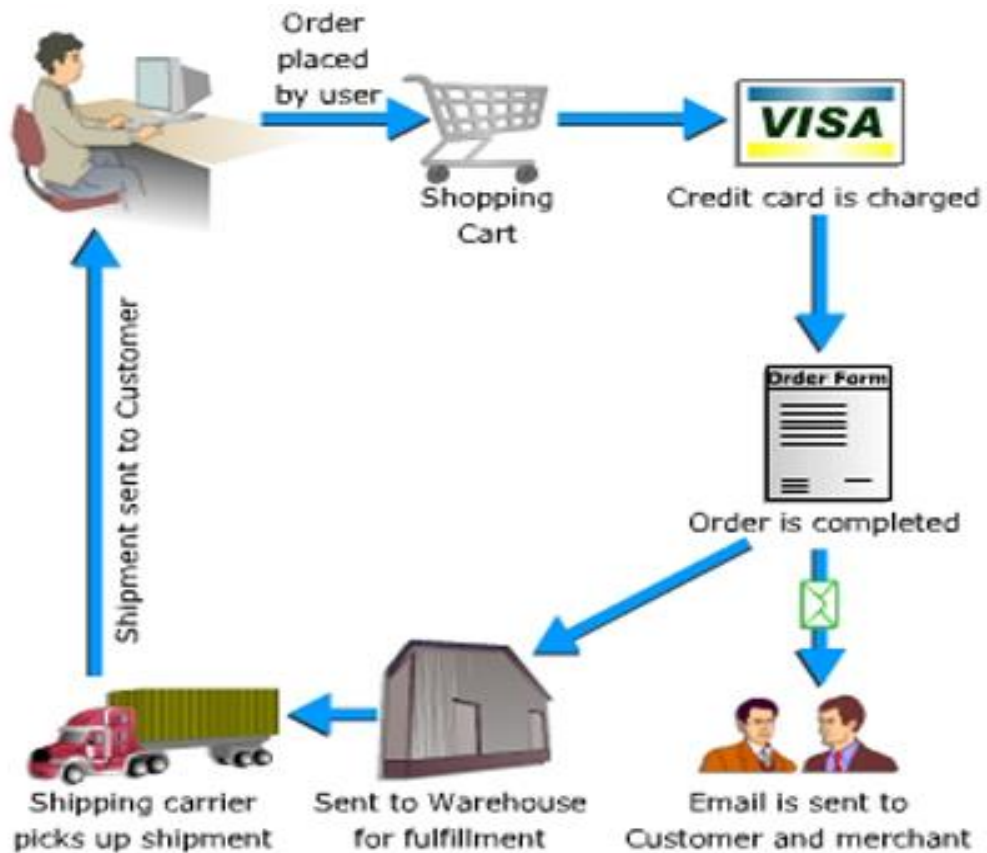 Order
placed
by user
Shopping
Cart
VISA
Credit card is charged
Order Form
Order is completed
Shipment sent to Customer
Shipping carrier
picks up shipment
Sent to Warehouse
for fulfillment
Email is sent to
Customer and merchant